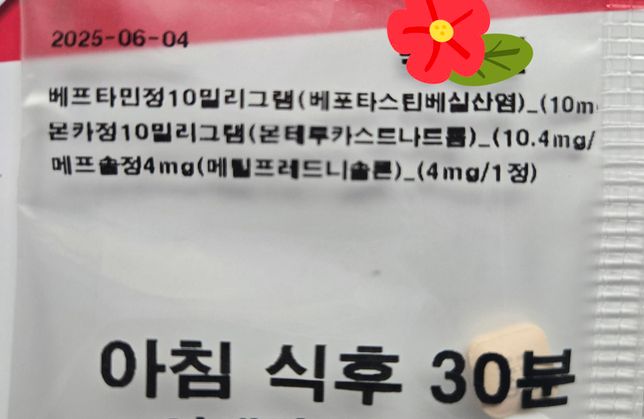 2025-06-04
베프타민정10밀리그램(베포타스틴베실산염)_(10m
몬카정10밀리그램(몬테루카스트나트륨)_(10.4mg/
메프솔정4mg(메틸프레드니솔론)_(4mg/1정)
아침 식후 30분